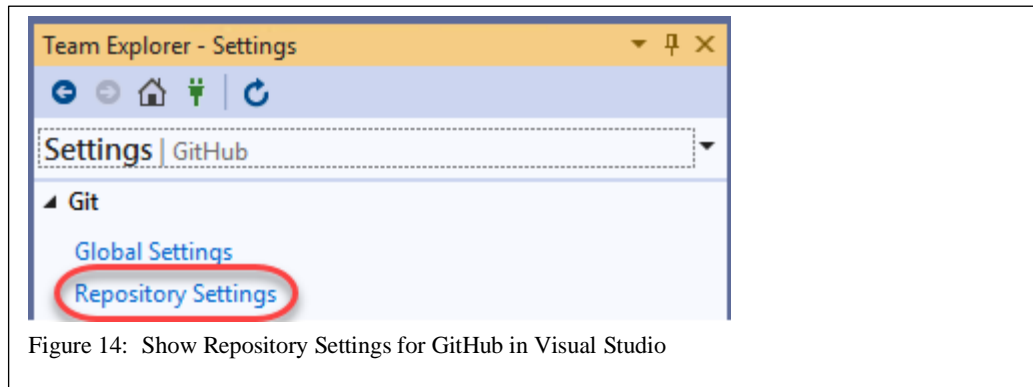 Team Explorer - Settings
Settings | GitHub
Git
Global Settings
Repository Settings
Figure 14: Show Repository Settings for GitHub in Visual Studio